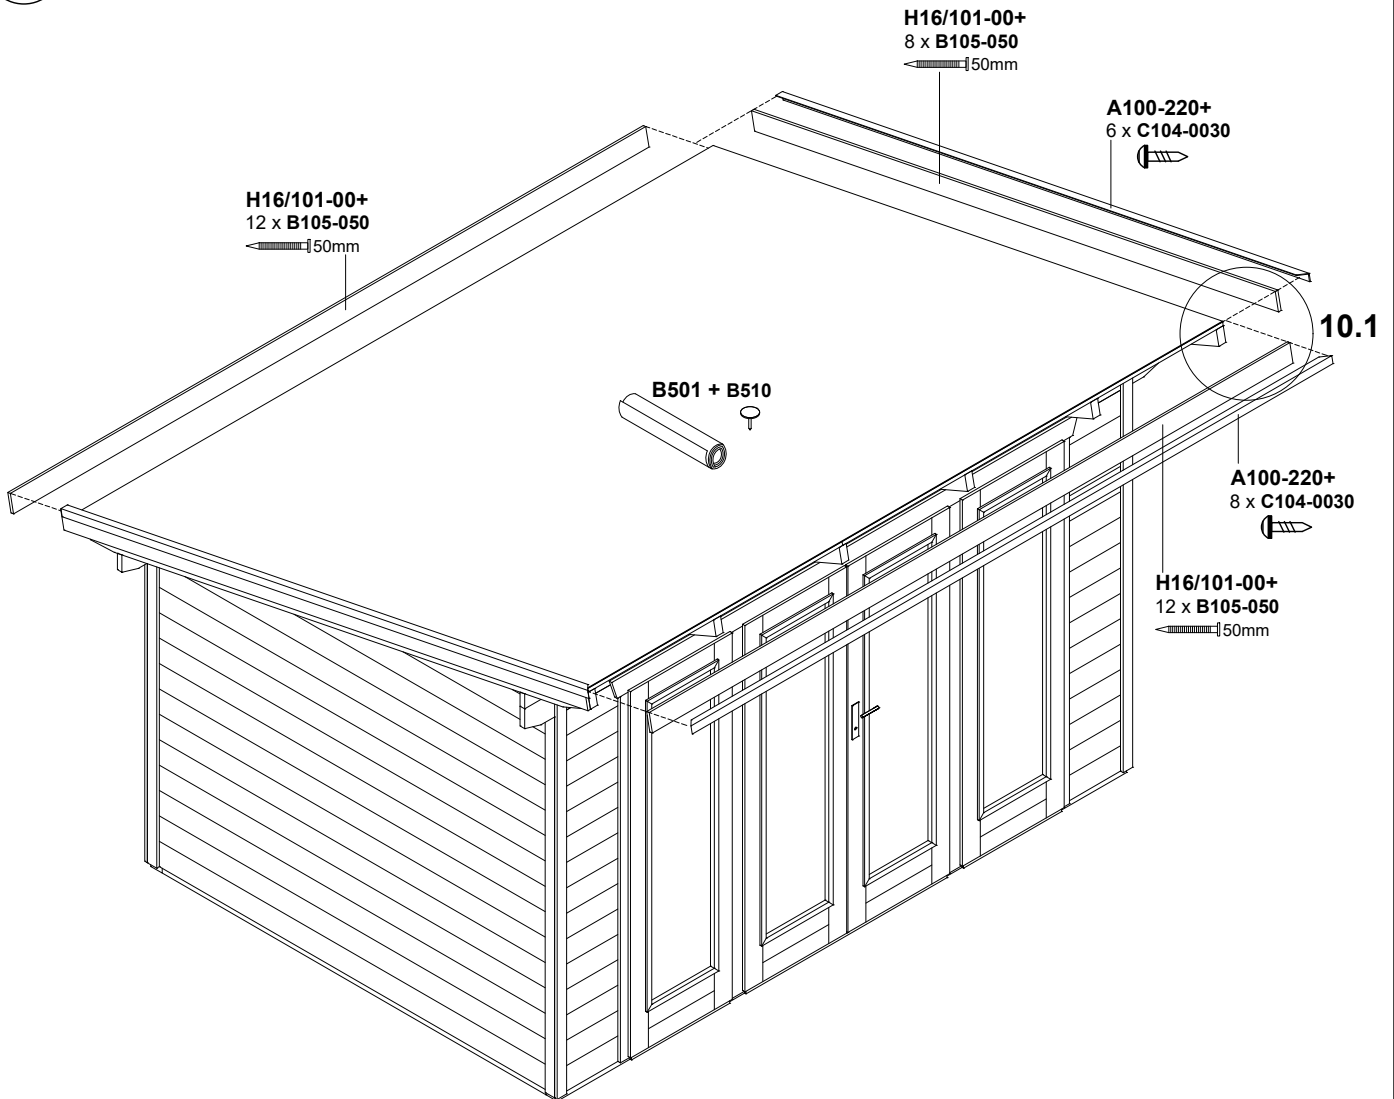 H16/101-00+
8 x B105-050
50mm
A100-220+
6 x C104-0030
H16/101-00+
12 x B105-050
50mm
10.1
B501 + B510
A100-220+
8 x C104-0030
H16/101-00+
12 x B105-050
50mm